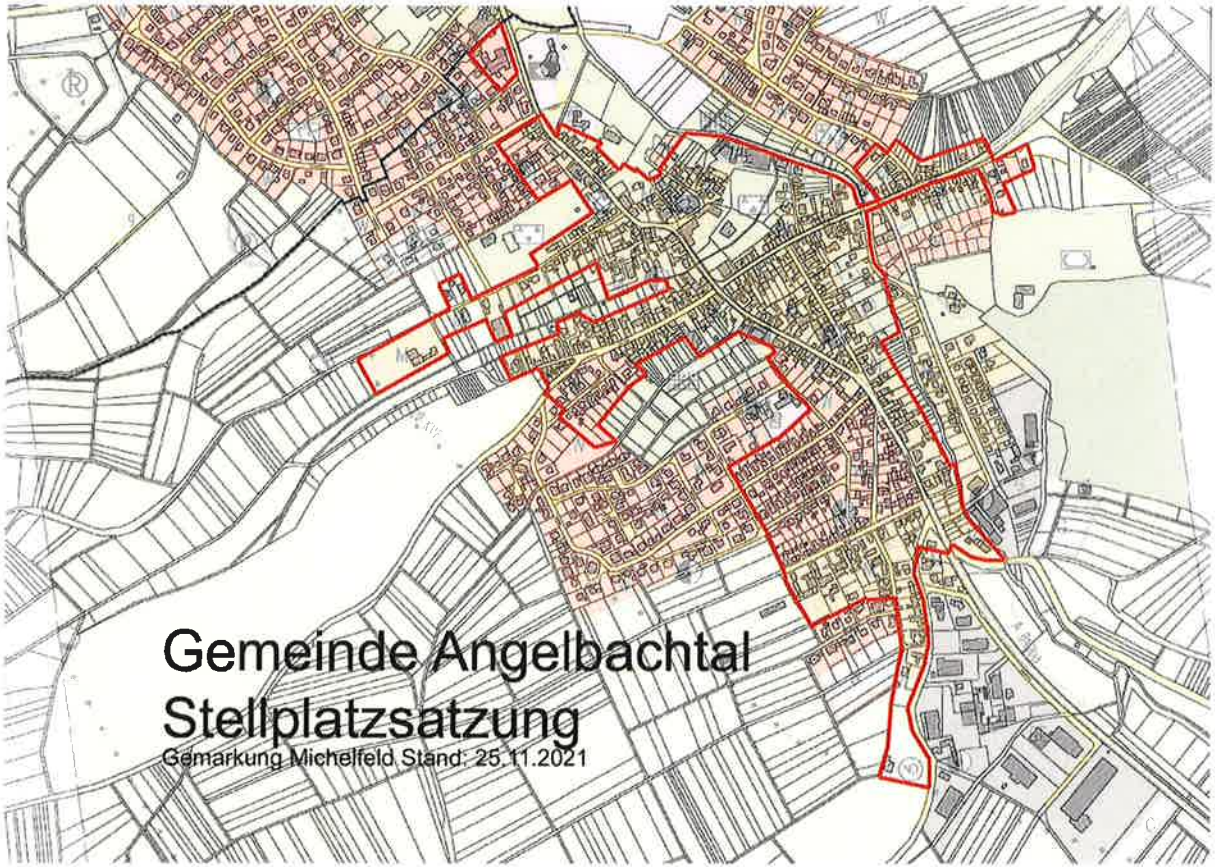 Gemeinde Angelbachtal
Stellplatzsatzung
Gemarkung Michelfeld Stand: 25.11.2021